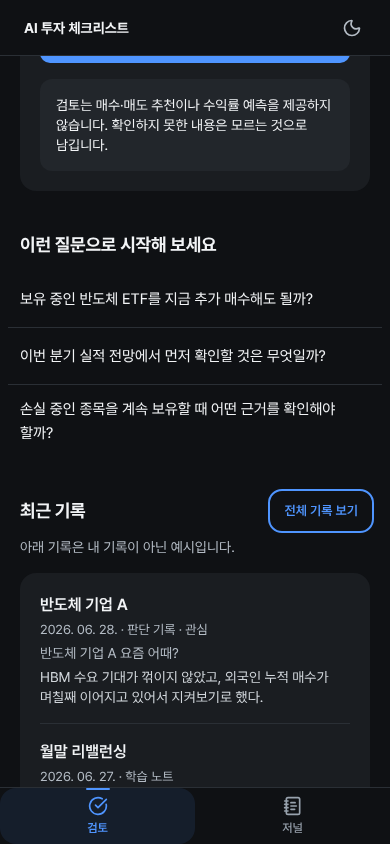 AI 투자 체크리스트
검토는 매수·매도 추천이나 수익률 예측을 제공하지
않습니다. 확인하지 못한 내용은 모르는 것으로
남깁니다.
이런 질문으로 시작해 보세요
보유 중인 반도체 ETF를 지금 추가 매수해도 될까?
이번 분기 실적 전망에서 먼저 확인할 것은 무엇일까?
손실 중인 종목을 계속 보유할 때 어떤 근거를 확인해야
할까?
최근 기록
전체 기록 보기
아래 기록은 내 기록이 아닌 예시입니다.
반도체 기업 A
2026. 06. 28. · 판단 기록 · 관심
반도체 기업 A 요즘 어때?
HBM 수요 기대가 꺾이지 않았고, 외국인 누적 매수가
며칠째 이어지고 있어서 지켜보기로 했다.
월말 리밸런싱
2026. 06. 27. · 학습 노트
검토
저널